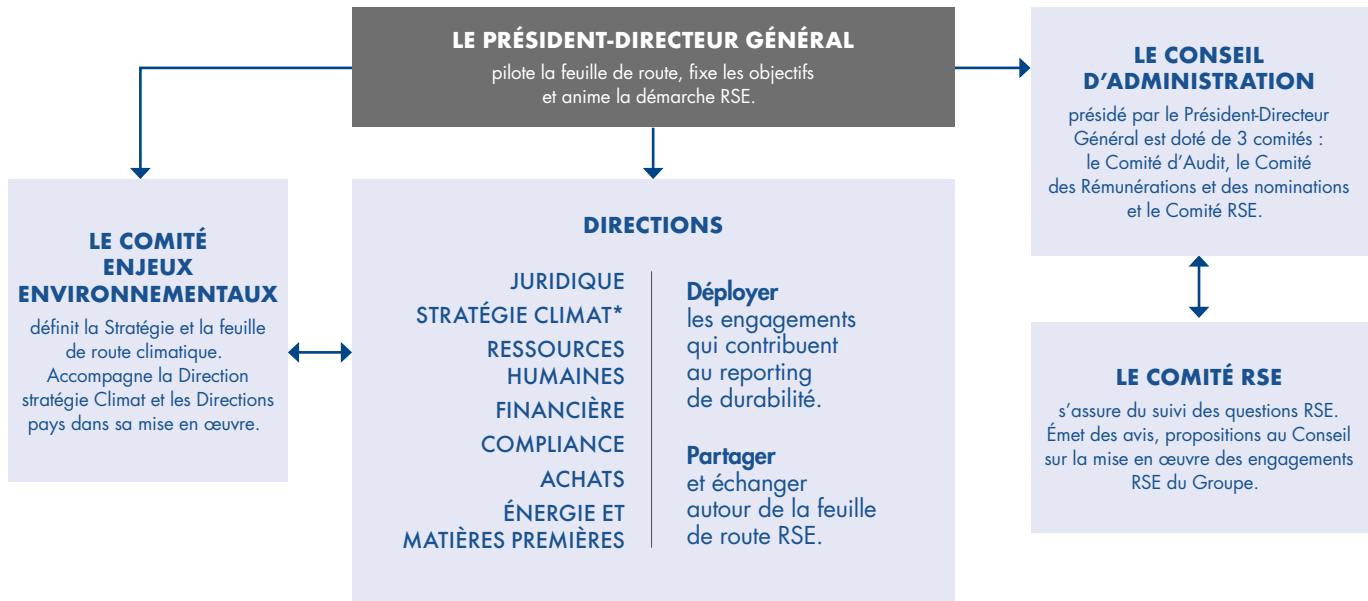 LE PRÉSIDENT-DIRECTEUR GÉNÉRAL
pilote la feuille de route, fixe les objectifs
et anime la démarche RSE.
LE CONSEIL
D’ADMINISTRATION
présidé par le Président-Directeur
Général est doté de 3 comités :
le Comité d’Audit, le Comité
des Rémunérations et des nominations
et le Comité RSE.
LE COMITÉ
ENJEUX
ENVIRONNEMENTAUX
définit la Stratégie et la feuille
de route climatique.
Accompagne la Direction
stratégie Climat et les Directions
pays dans sa mise en œuvre.
DIRECTIONS
JURIDIQUE
STRATÉGIE CLIMAT*
RESSOURCES
HUMAINES
FINANCIÈRE
COMPLIANCE
ACHATS
ÉNERGIE ET
MATIÈRES PREMIÈRES
Déployer
les engagements
qui contribuent
au reporting
de durabilité.
Partager
et échanger
autour de la feuille
de route RSE.
LE COMITÉ RSE
s’assure du suivi des questions RSE.
Émet des avis, propositions au Conseil
sur la mise en œuvre des engagements
RSE du Groupe.